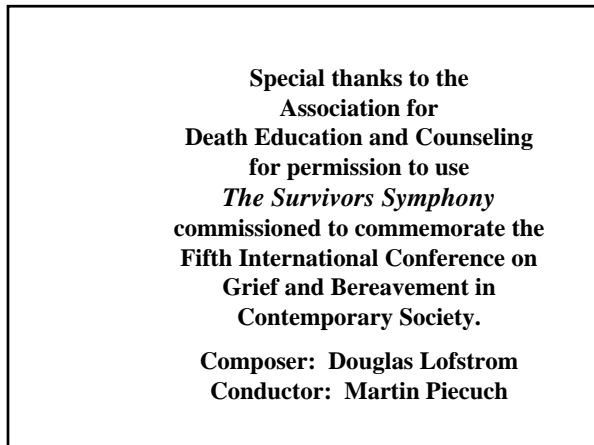 Special thanks to the
Association for
Death Education and Counseling
for permission to use
The Survivors Symphony
commissioned to commemorate the
Fifth International Conference on
Grief and Bereavement in
Contemporary Society.
Composer: Douglas Lofstrom
Conductor: Martin Piecuch